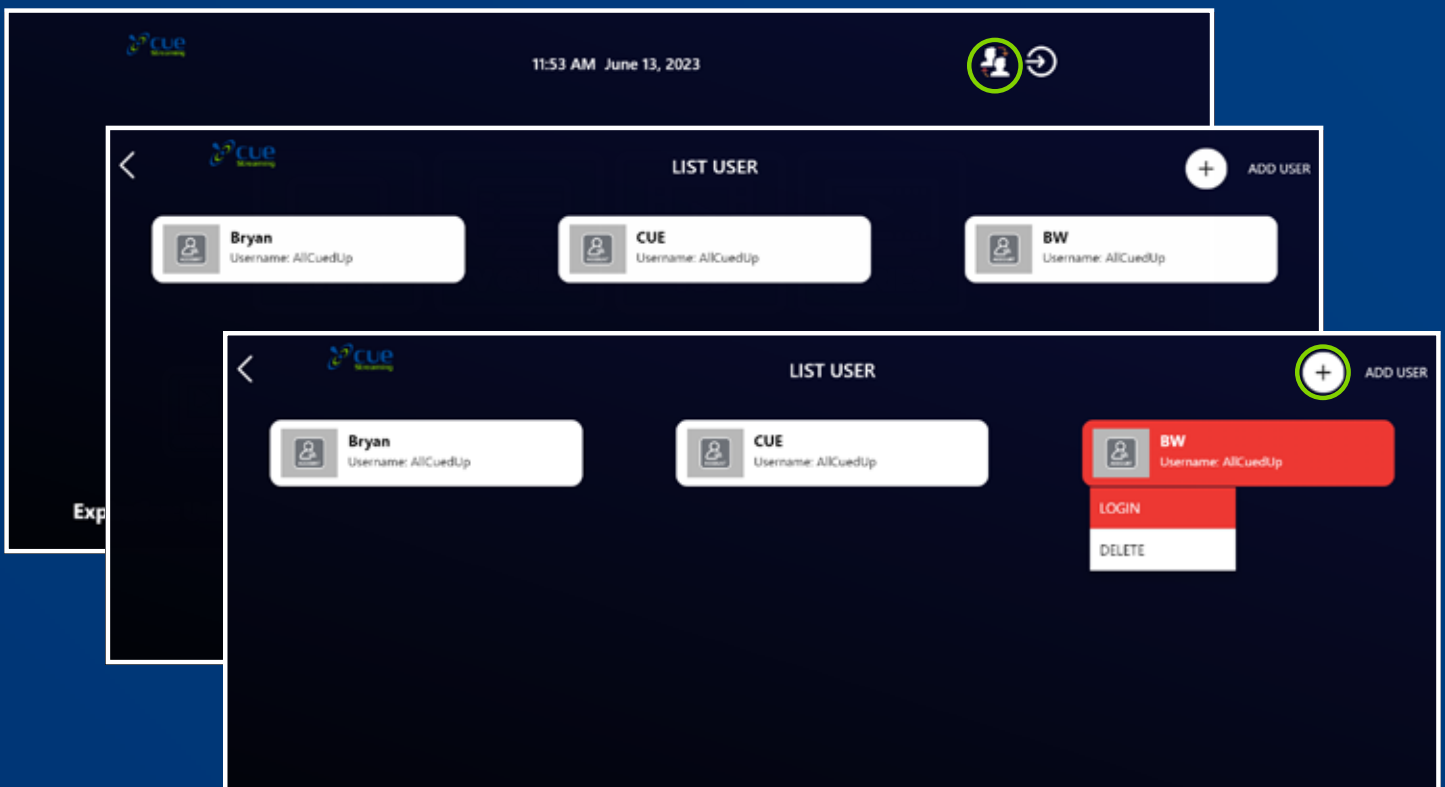 cue
Streaming
11:53 AM June 13, 2023
Exp
cue
Streaming
LIST USER
ADD USER
Bryan
Username: AllCuedUp
CUE
Username: AllCuedUp
BW
Username: AllCuedUp
cue
Streaming
LIST USER
ADD USER
Bryan
Username: AllCuedUp
CUE
Username: AllCuedUp
BW
Username: AllCuedUp
LOGIN
DELETE